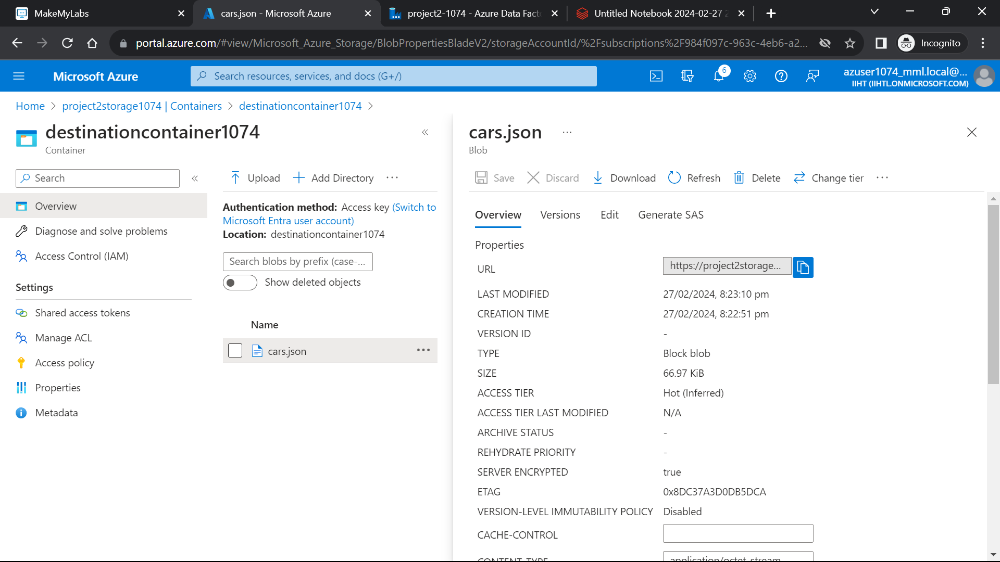 MakeMyLabs
cars.json - Microsoft Azure
project2-1074 - Azure Data Facto
Untitled Notebook 2024-02-27 2
portal.azure.com/#view/Microsoft_Azure_Storage/BlobPropertiesBladeV2/storageAccountId/%2Fsubscriptions%2F984f097c-963c-4eb6-a2...
Incognito
Microsoft Azure
Search resources, services, and docs (G+/)
6
azuser1074_mml.local@...
IIHT (IIHTL.ONMICROSOFT.COM)
Home > project2storage1074 | Containers > destinationcontainer1074 >
destinationcontainer1074
Container
Search
Overview
Diagnose and solve problems
Access Control (IAM)
Settings
Shared access tokens
Manage ACL
Access policy
Properties
Metadata
Upload
Add Directory
...
Authentication method: Access key (Switch to
Microsoft Entra user account)
Location: destinationcontainer1074
Search blobs by prefix (case-...
Show deleted objects
Name
cars.json
cars.json
...
Blob
Save
Discard
Download
Refresh
Delete
Change tier
...
Overview
Versions
Edit
Generate SAS
Properties
URL https://project2storage...
LAST MODIFIED 27/02/2024, 8:23:10 pm
CREATION TIME 27/02/2024, 8:22:51 pm
VERSION ID -
TYPE Block blob
SIZE 66.97 KiB
ACCESS TIER Hot (Inferred)
ACCESS TIER LAST MODIFIED N/A
ARCHIVE STATUS -
REHYDRATE PRIORITY -
SERVER ENCRYPTED true
ETAG 0x8DC37A3D0DB5DCA
VERSION-LEVEL IMMUTABILITY POLICY Disabled
CACHE-CONTROL
CONTENT-TYPE application/octet-stream